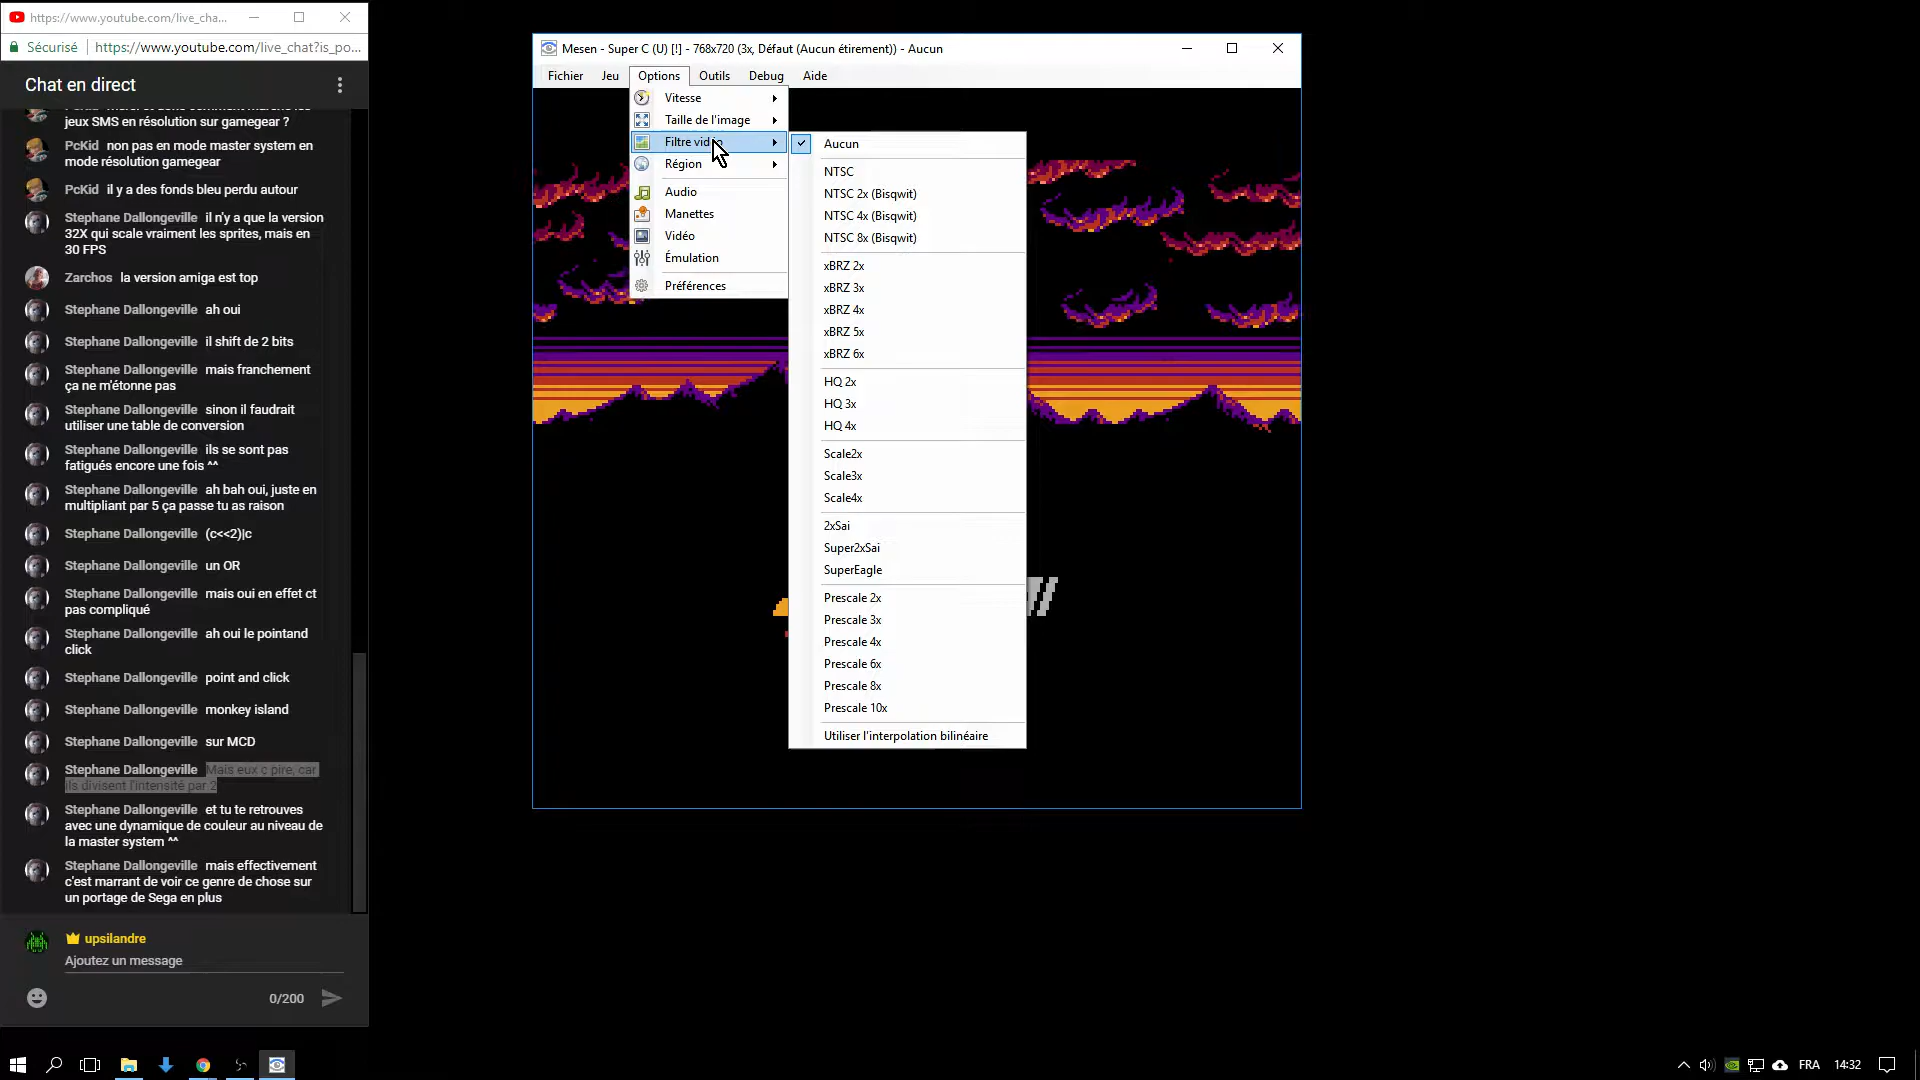 https://www.youtube.com/live_cha...
Sécurisé
https://www.youtube.com/live_chat?is_po...
Chat en direct
jeux SMS en résolution sur gamegear ?
PcKid non pas en mode master system en
mode résolution gamegear
PcKid il y a des fonds bleu perdu autour
Stephane Dallongeville il n'y a que la version
32X qui scale vraiment les sprites, mais en
30 FPS
Zarchos la version amiga est top
Stephane Dallongeville ah oui
Stephane Dallongeville il shift de 2 bits
Stephane Dallongeville mais franchement
ça ne m'étonne pas
Stephane Dallongeville sinon il faudrait
utiliser une table de conversion
Stephane Dallongeville ils se sont pas
fatigués encore une fois ^^
Stephane Dallongeville ah bah oui, juste en
multipliant par 5 ça passe tu as raison
Stephane Dallongeville (c<<2)|c
Stephane Dallongeville un OR
Stephane Dallongeville mais oui en effet ct
pas compliqué
Stephane Dallongeville ah oui le pointand
click
Stephane Dallongeville point and click
Stephane Dallongeville monkey island
Stephane Dallongeville sur MCD
Stephane Dallongeville Mais eux c pire, car
ils divisent l'intensité par 2
Stephane Dallongeville et tu te retrouves
avec une dynamique de couleur au niveau de
la master system ^^
Stephane Dallongeville mais effectivement
c'est marrant de voir ce genre de chose sur
un portage de Sega en plus
upsilandre
Ajoutez un message
0/200
Mesen - Super C (U) [!] - 768x720 (3x, Défaut (Aucun étirement)) - Aucun
Fichier Jeu Options Outils Debug Aide
Vitesse
Taille de l'image
Filtre vidéo
Région
Audio
Manettes
Vidéo
Émulation
Préférences
Aucun
NTSC
NTSC 2x (Bisqwit)
NTSC 4x (Bisqwit)
NTSC 8x (Bisqwit)
xBRZ 2x
xBRZ 3x
xBRZ 4x
xBRZ 5x
xBRZ 6x
HQ 2x
HQ 3x
HQ 4x
Scale2x
Scale3x
Scale4x
2xSai
Super2xSai
SuperEagle
Prescale 2x
Prescale 3x
Prescale 4x
Prescale 6x
Prescale 8x
Prescale 10x
Utiliser l'interpolation bilinéaire
FRA
14:32